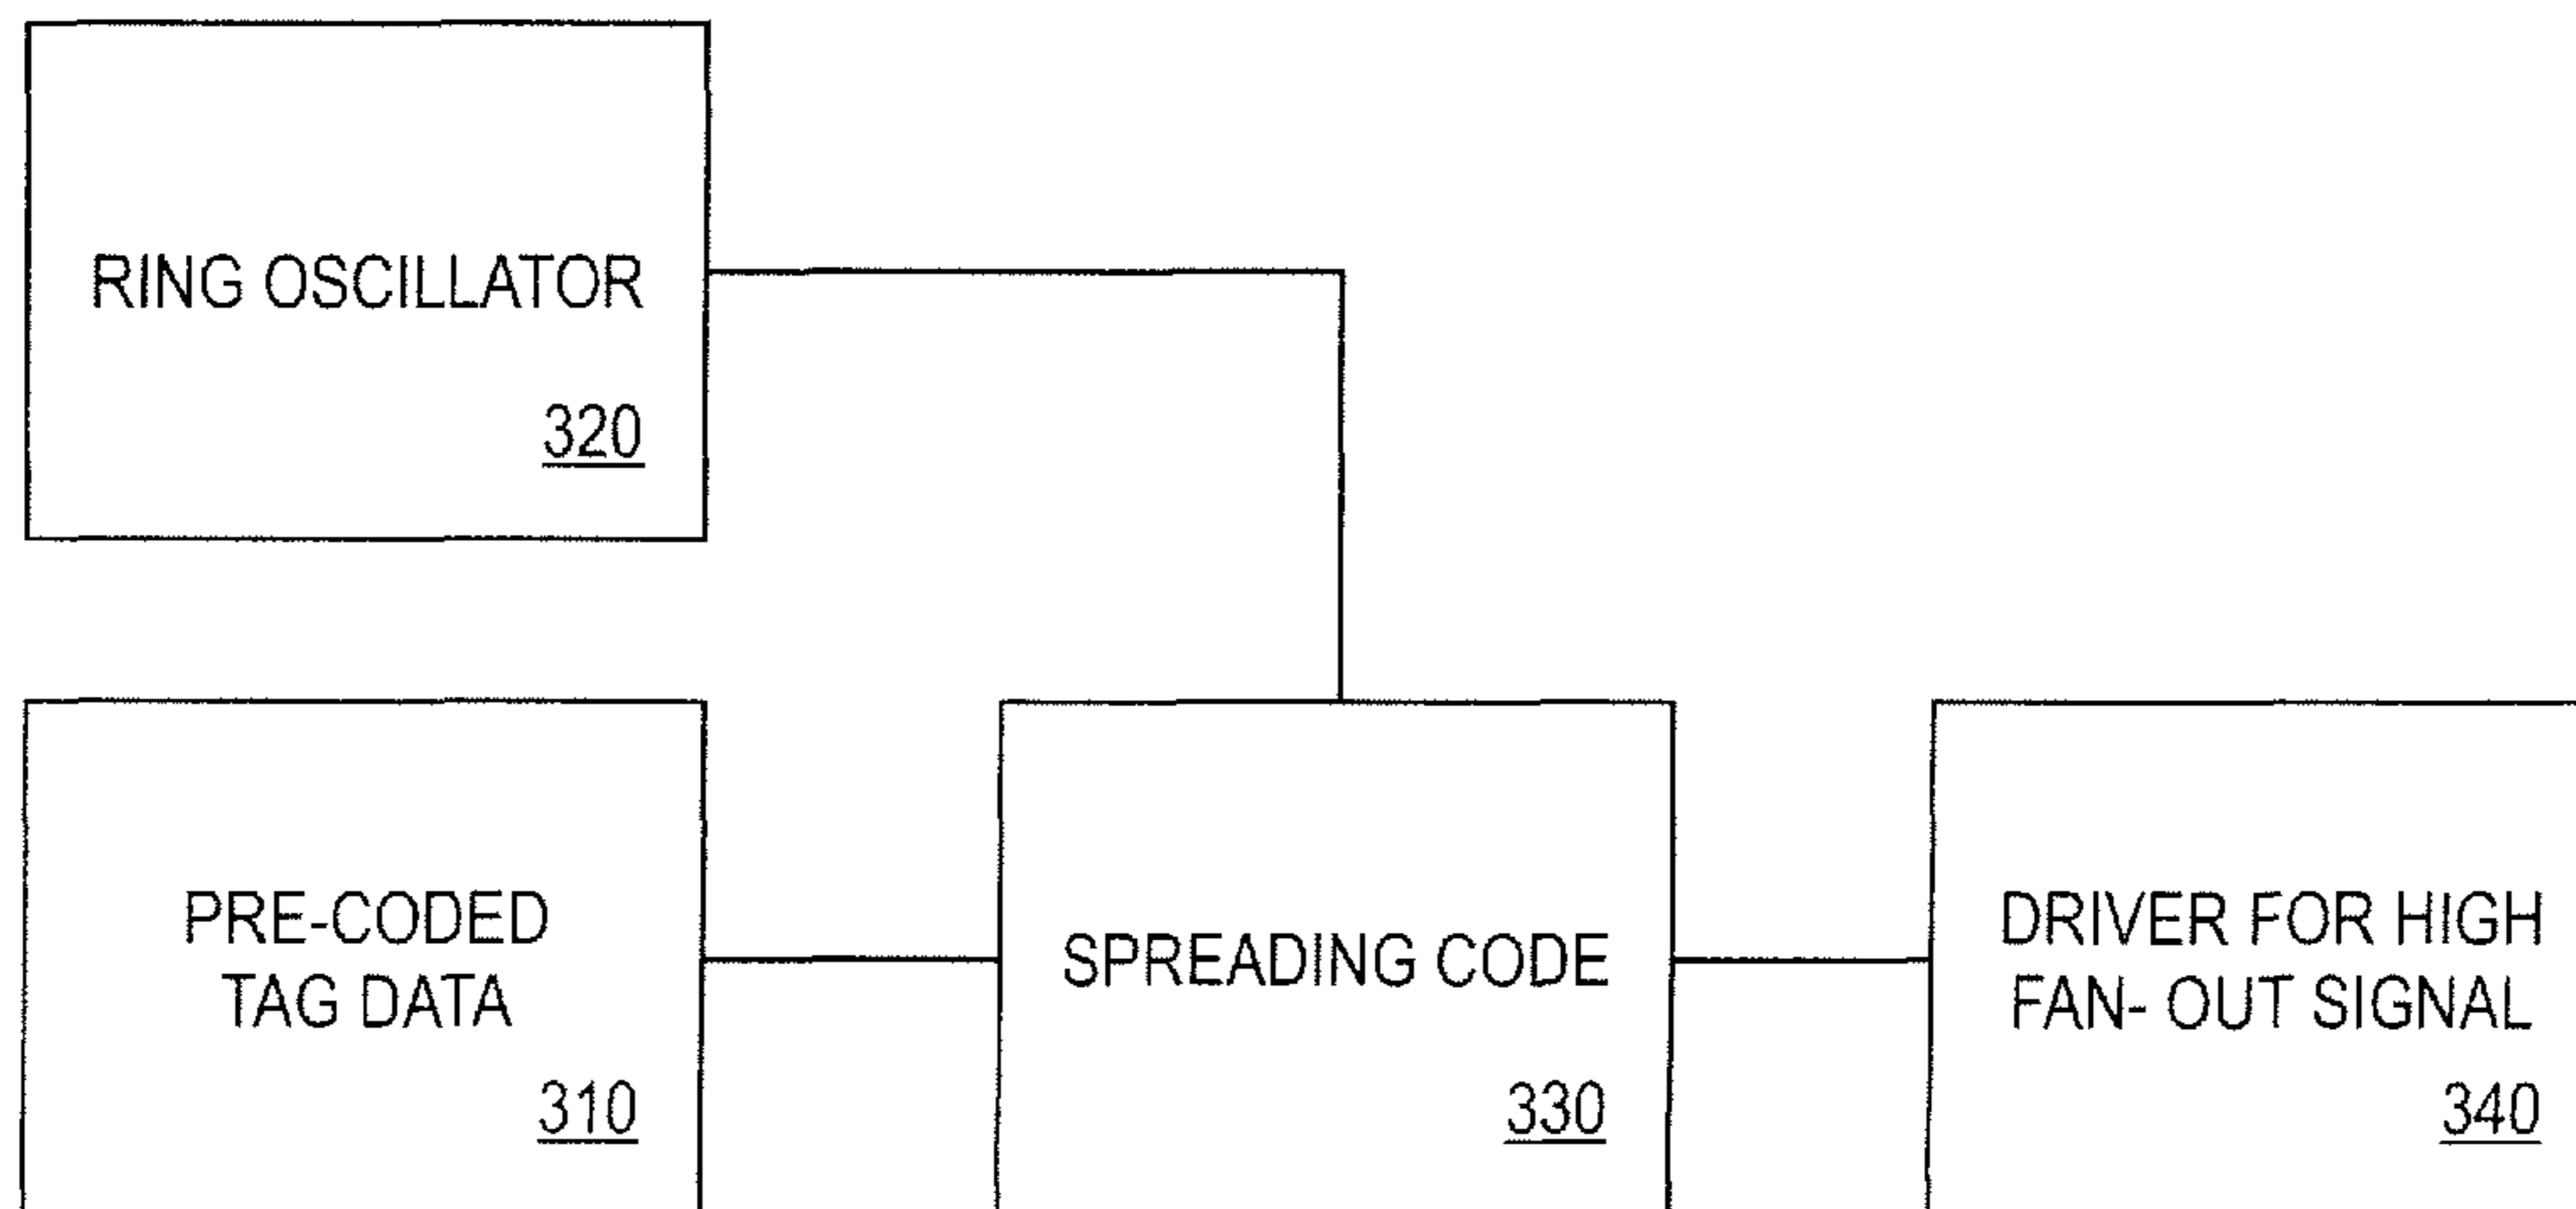 RING OSCILLATOR
320
PRE-CODED
TAG DATA
310
SPREADING CODE
330
DRIVER FOR HIGH
FAN- OUT SIGNAL
340